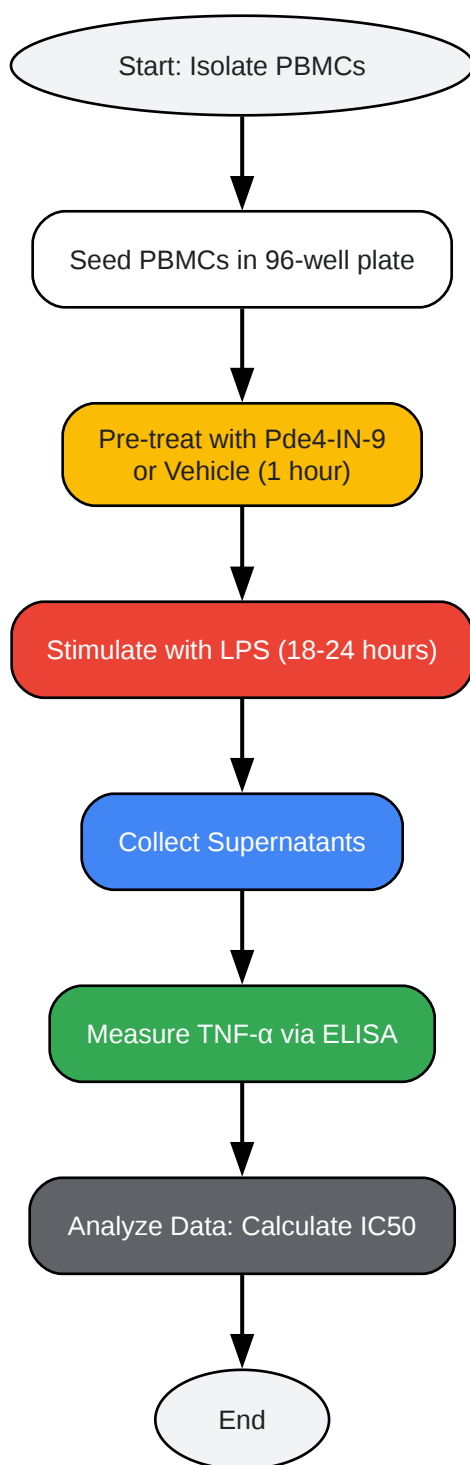 Start: Isolate PBMCs
Seed PBMCs in 96-well plate
Pre-treat with Pde4-IN-9
or Vehicle (1 hour)
Stimulate with LPS (18-24 hours)
Collect Supernatants
Measure TNF-α via ELISA
Analyze Data: Calculate IC50
End